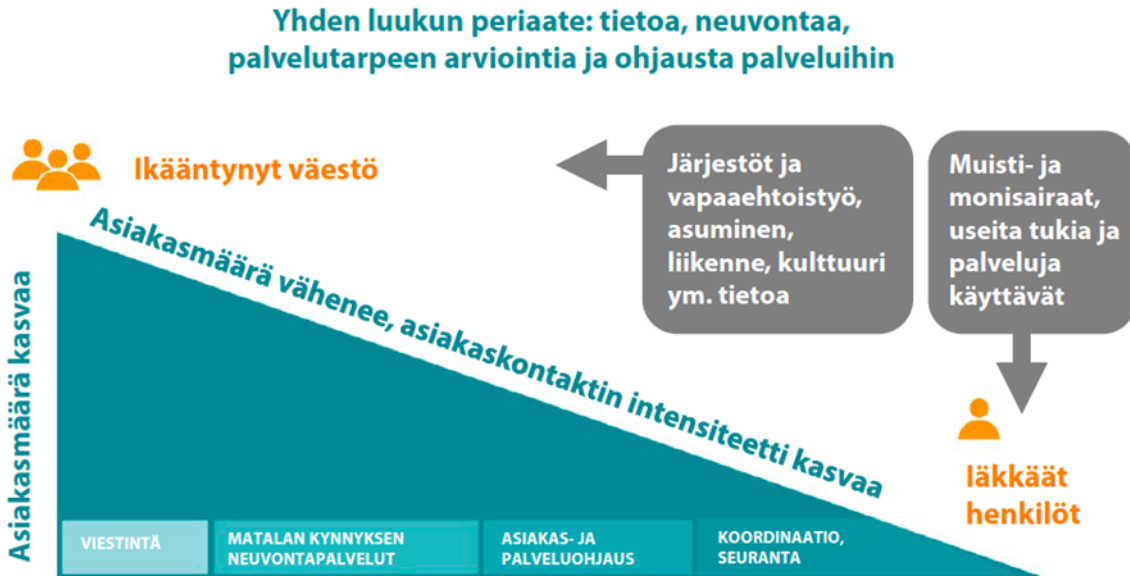 Yhden luukun periaate: tietoa, neuvontaa,
palvelutarpeen arviointia ja ohjausta palveluihin
Ikääntynyt väestö
Järjestöt ja
vapaaehtoistyö,
asuminen,
liikenne, kulttuuri
ym. tietoa
Muisti- ja
monisairaat,
useita tukia ja
palveluja
käyttävät
Asiakasmäärä kasvaa
Asiakasmäärä vähenee, asiakaskontaktin intensiteetti kasvaa
Iäkkäät
henkilöt
VIESTINTÄ
MATALAN KYNNYKSEN
NEUVONTAPALVELUT
ASIAKAS- JA
PALVELUOHJAUS
KOORDINAATIO,
SEURANTA